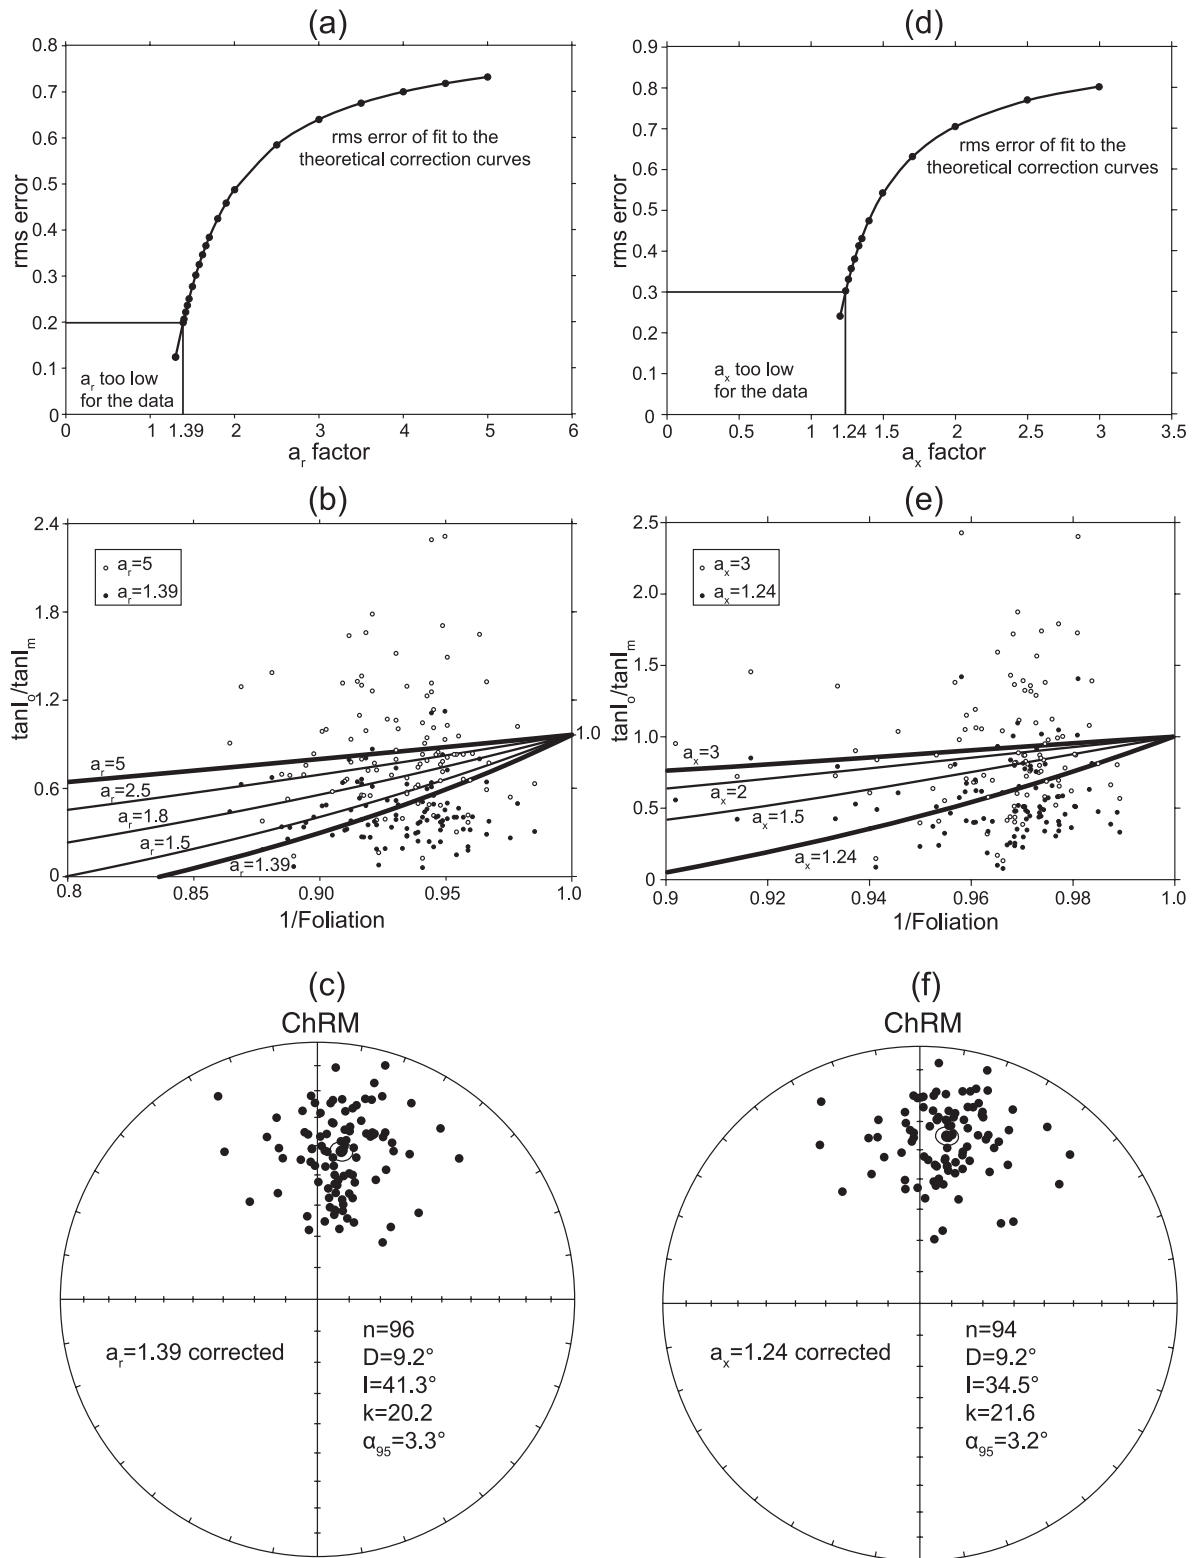 (a)
0.8
0.7
0.6
0.5
0.4
0.3
0.2
0.1
0
rms error
rms error of fit to the
theoretical correction curves
a_r too low
for the data
0 1 1.39 2 3 4 5 6
a_r factor
(d)
0.9
0.8
0.7
0.6
0.5
0.4
0.3
0.2
0.1
0
rms error
rms error of fit to the
theoretical correction curves
a_x too low
for the data
0 0.5 1 1.24 1.5 2 2.5 3 3.5
a_x factor
(b)
2.4
1.8
1.2
0.6
0
tanI_o/tanI_m
a_r=5
a_r=1.39
1.0
a_r=5
a_r=2.5
a_r=1.8
a_r=1.5
a_r=1.39
0.8 0.85 0.90 0.95 1.0
1/Foliation
(e)
2.5
2.0
1.5
1.0
0.5
0
tanI_o/tanI_m
a_x=3
a_x=1.24
a_x=3
a_x=2
a_x=1.5
a_x=1.24
0.9 0.92 0.94 0.96 0.98 1.0
1/Foliation
(c)
ChRM
a_r=1.39 corrected
n=96
D=9.2°
I=41.3°
k=20.2
α_95=3.3°
(f)
ChRM
a_x=1.24 corrected
n=94
D=9.2°
I=34.5°
k=21.6
α_95=3.2°